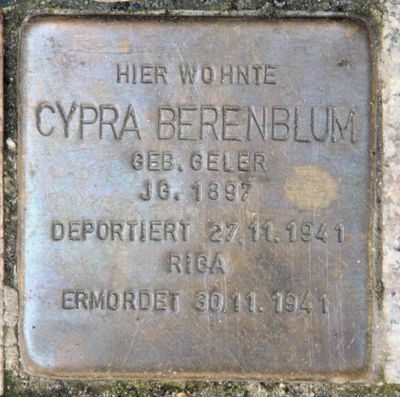 HIER WOHNTE
CYPRA BERENBLUM
GEB. GELER
JG. 1897
DEPORTIERT 27.11.1941
RIGA
ERMORDET 30.11.1941